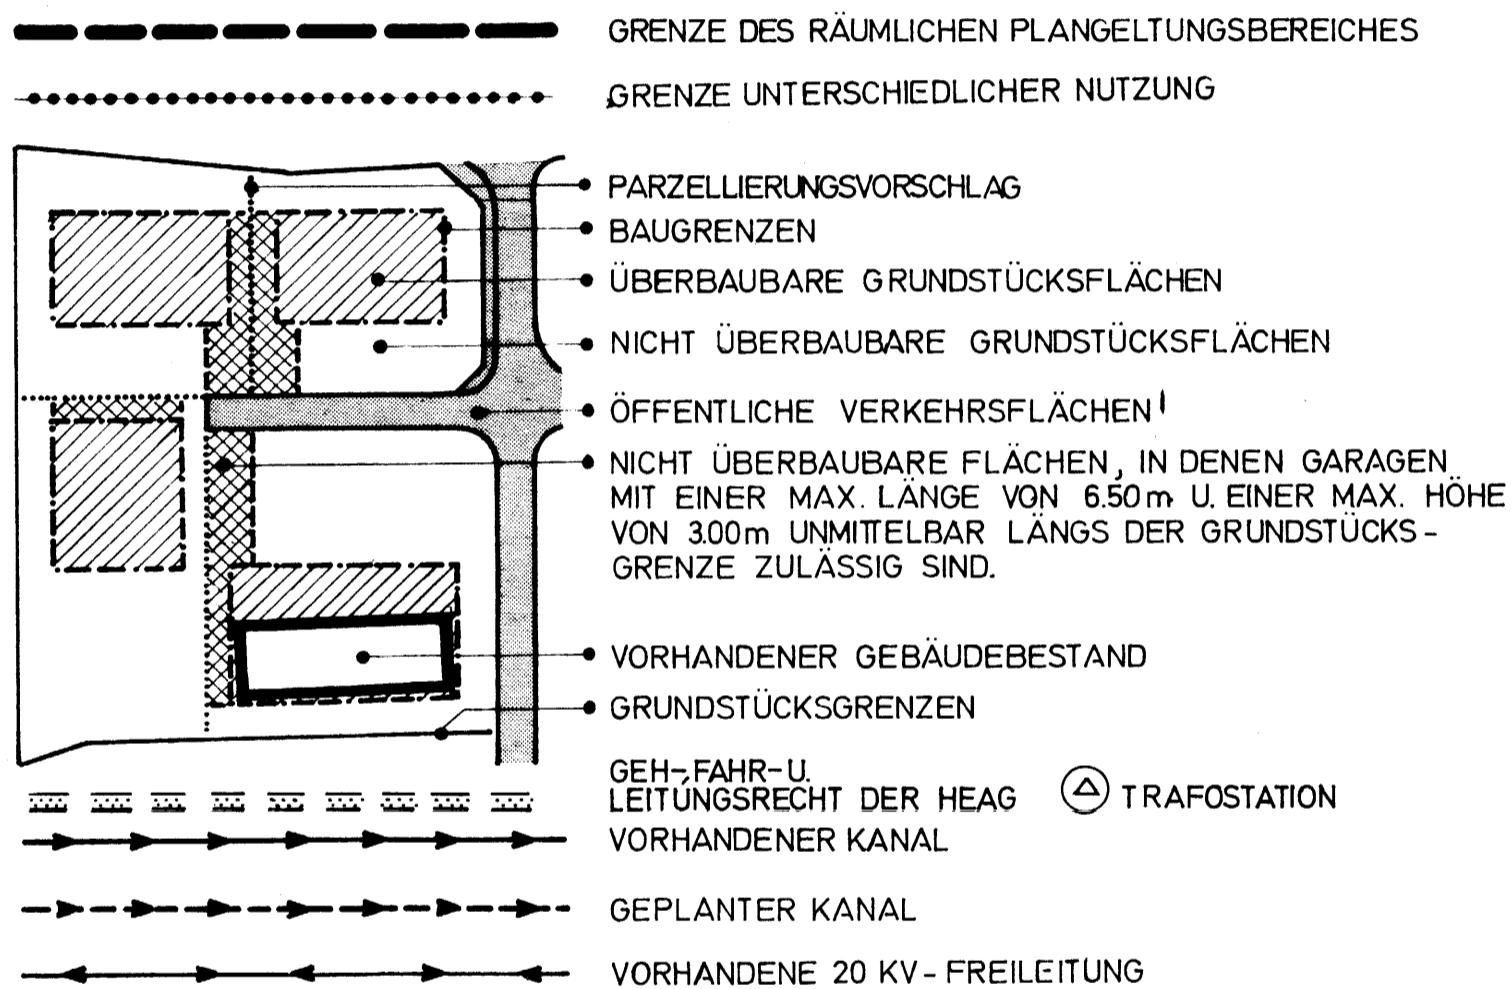 GRENZE DES RÄUMLICHEN PLANGELTUNGSBEREICHES
GRENZE UNTERSCHIEDLICHER NUTZUNG
PARZELLIERUNGSVORSCHLAG
BAUGRENZEN
ÜBERBAUBARE GRUNDSTÜCKSFLÄCHEN
NICHT ÜBERBAUBARE GRUNDSTÜCKSFLÄCHEN
ÖFFENTLICHE VERKEHRSFLÄCHEN
NICHT ÜBERBAUBARE FLÄCHEN, IN DENEN GARAGEN
MIT EINER MAX. LÄNGE VON 6.50m U. EINER MAX. HÖHE
VON 3.00m UNMITTELBAR LÄNGS DER GRUNDSTÜCKS-
GRENZE ZULÄSSIG SIND.
VORHANDENER GEBÄUDEBESTAND
GRUNDSTÜCKSGRENZEN
GEH-, FAHR- U.
LEITUNGSRECHT DER HEAG TRAFOSTATION
VORHANDENER KANAL
GEPLANTER KANAL
VORHANDENE 20 KV-FREILEITUNG